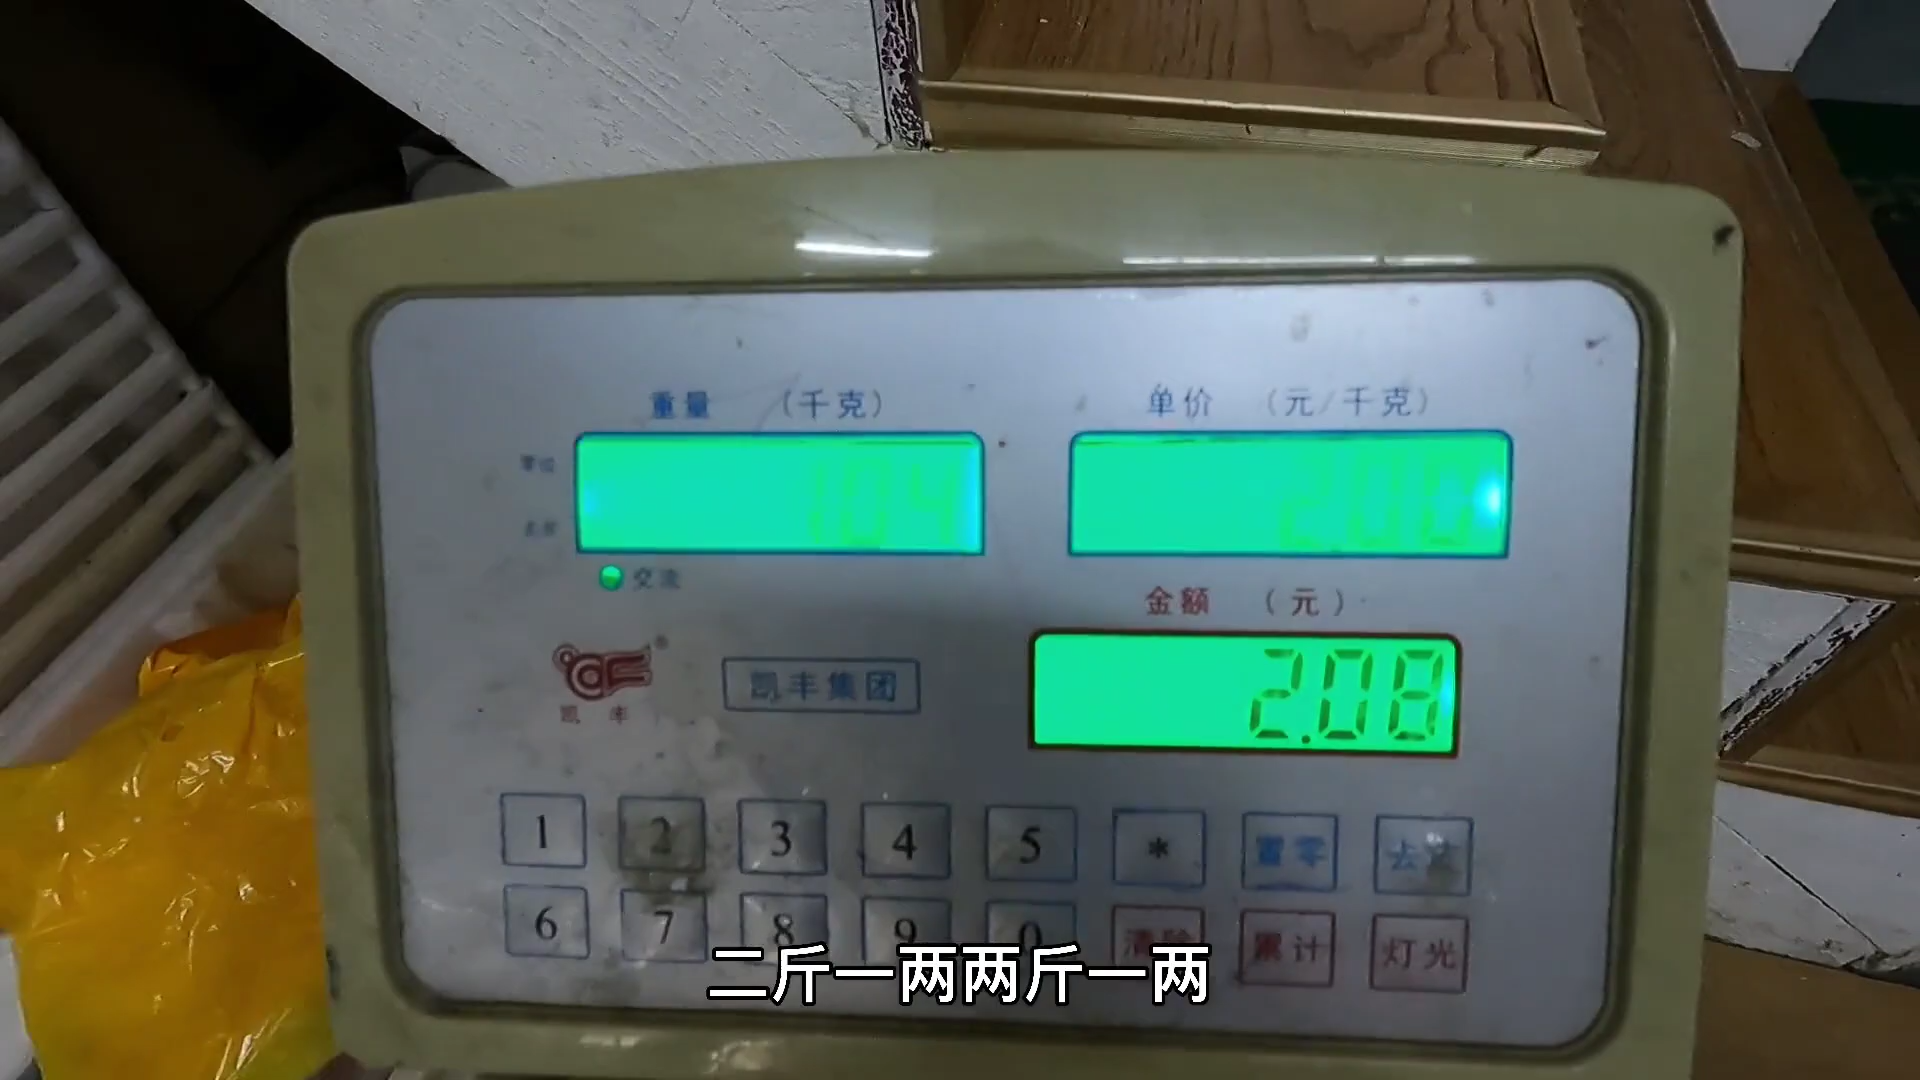 重量 (千克) 单价 (元/千克)
104 2.00
交流
金额 (元)
2.08
凯丰
凯丰集团
1 2 3 4 5 * 置零 去皮
6 7 8 9 0 清除 累计 灯光
二斤一两两斤一两